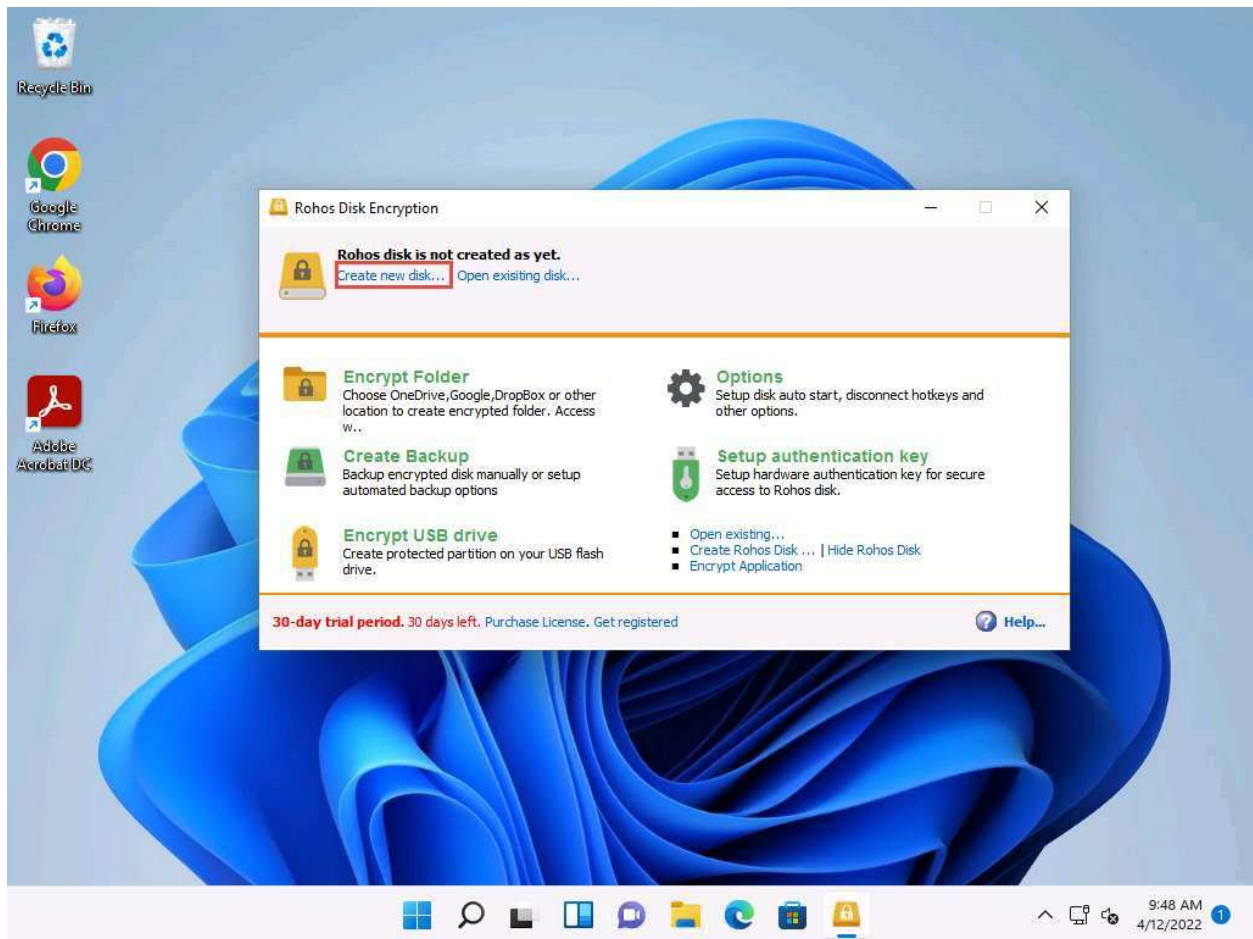 Recycle Bin
Google
Chrome
Firefox
Adobe
Acrobat DC
Rohos Disk Encryption
Rohos disk is not created as yet.
Create new disk... Open exisiting disk...
Encrypt Folder
Choose OneDrive,Google,DropBox or other
location to create encrypted folder. Access
w..
Options
Setup disk auto start, disconnect hotkeys and
other options.
Create Backup
Backup encrypted disk manually or setup
automated backup options
Setup authentication key
Setup hardware authentication key for secure
access to Rohos disk.
Encrypt USB drive
Create protected partition on your USB flash
drive.
Open existing...
Create Rohos Disk ... | Hide Rohos Disk
Encrypt Application
30-day trial period. 30 days left. Purchase License. Get registered
Help...
9:48 AM
4/12/2022
1